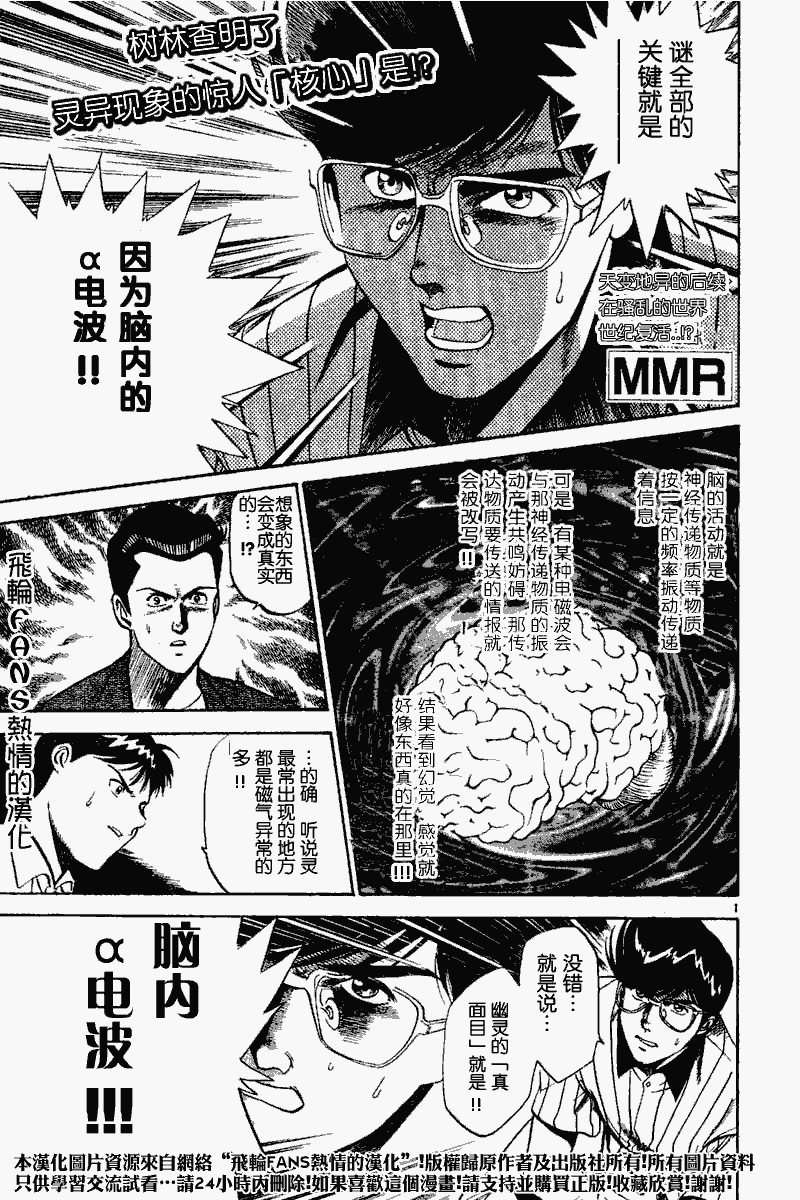 树林查明了
灵异现象的惊人「核心」是!?
谜全部的
关键就是
——
因为脑内的
α电波!!
天变地异的后续
在骚乱的世界
世纪复活..!?
MMR
脑的活动就是
神经传递物质等物质
按一定的频率振动传递
着信息
可是 有某种电磁波会
与那神经传递物质的振
动产生共鸣妨碍 那传
达物质要传送的情报就
会被改写!!
结果看到幻觉 感觉就
好像东西真的在那里!!!
想象的东西
会变成真实
的…!?
飛輪FANS熱情的漢化
…的确 听说灵
最常出现的地方
都是磁气异常的
多!!
1
没错…
就是说…
幽灵的「真
面目」就是!!
脑内
α电波!!!
本漢化圖片資源來自網絡“飛輪FANS熱情的漢化”!版權歸原作者及出版社所有!所有圖片資料
只供學習交流試看…請24小時内刪除!如果喜歡這個漫畫!請支持並購買正版!收藏欣賞!謝謝!